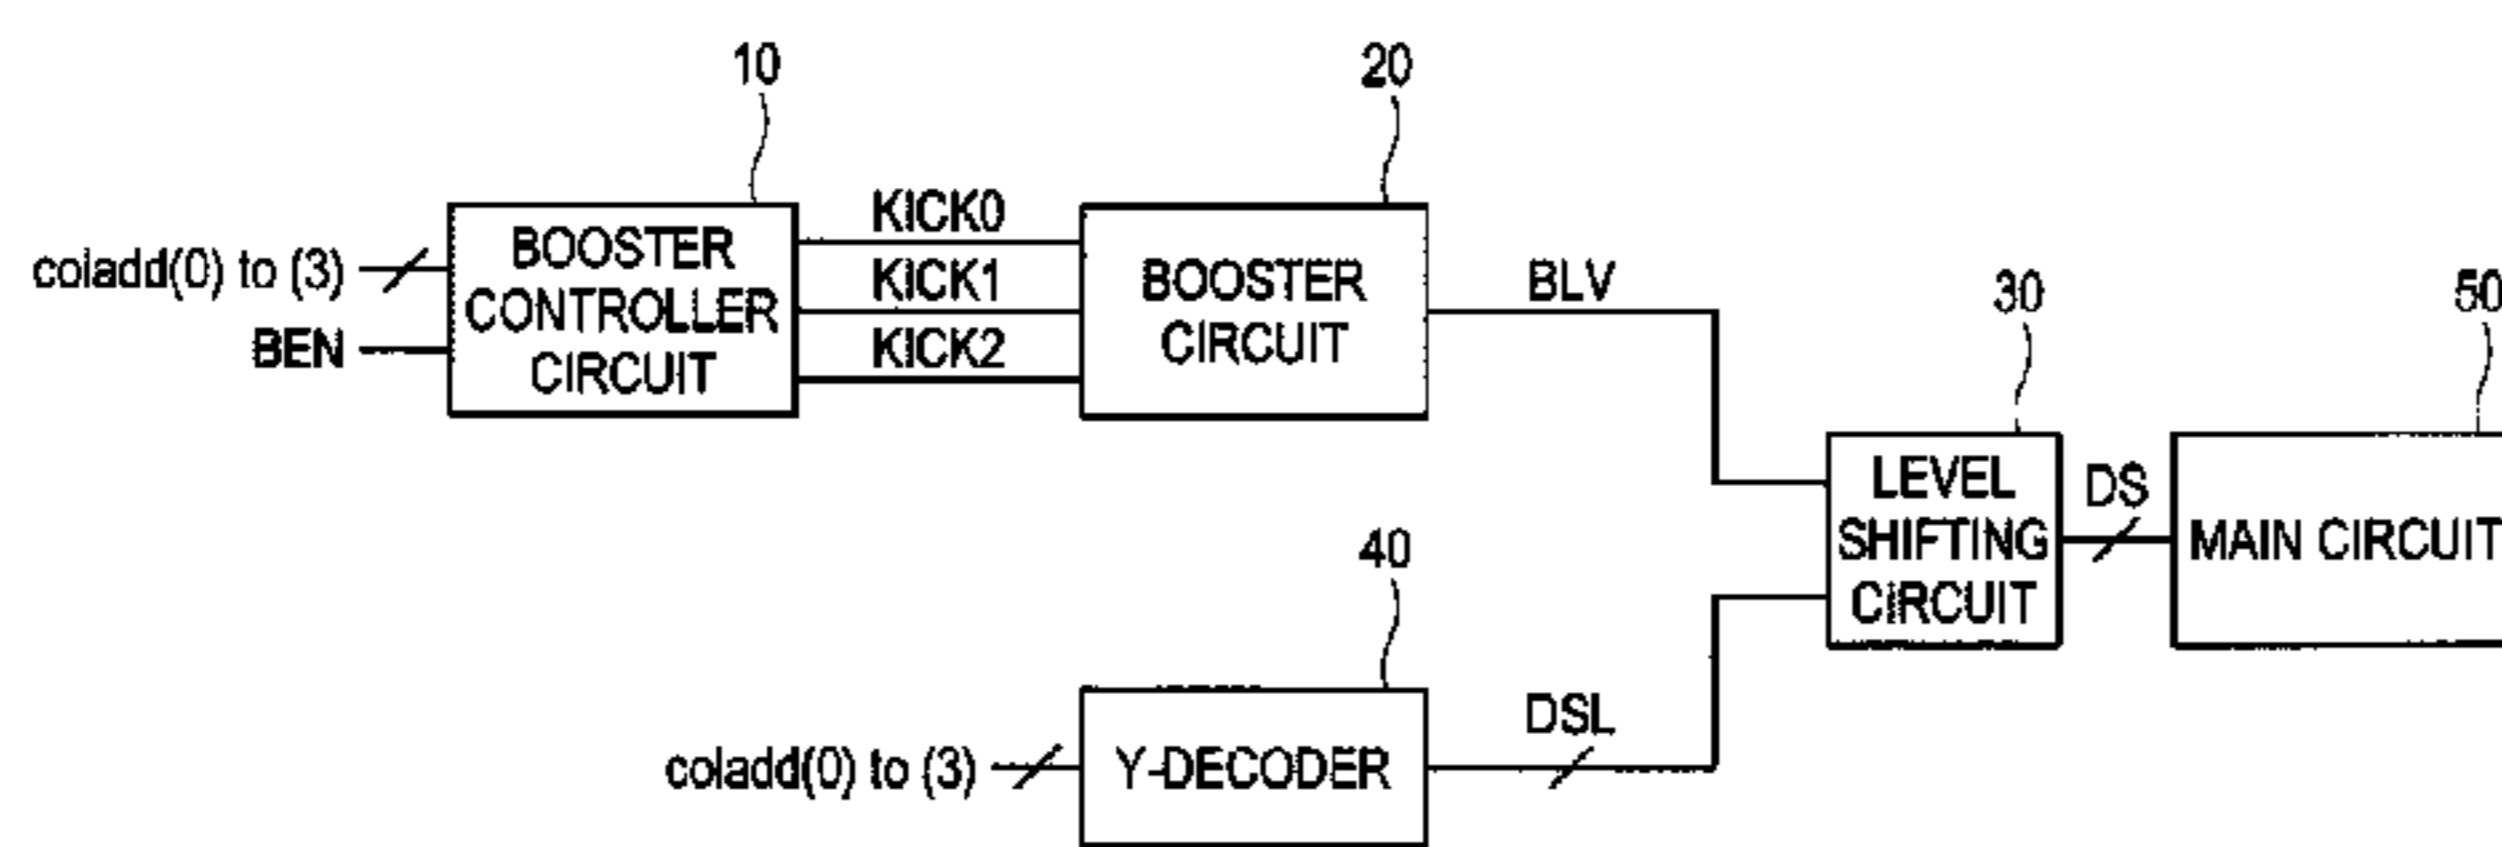 10
20
coladd(0) to (3)
BEN
BOOSTER
CONTROLLER
CIRCUIT
KICK0
KICK1
KICK2
BOOSTER
CIRCUIT
BLV
30
50
LEVEL
SHIFTING
CIRCUIT
DS
MAIN CIRCUIT
40
coladd(0) to (3)
Y-DECODER
DSL